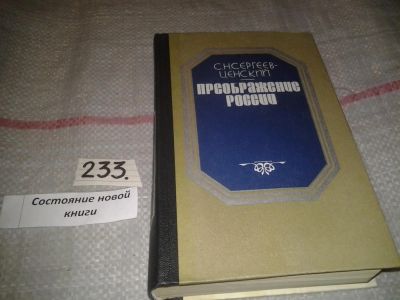 С.Н.СЕРГЕЕВ-
ЦЕНСКИЙ
ПРЕОБРАЖЕНИЕ
РОССИИ
233.
Состояние новой
книги